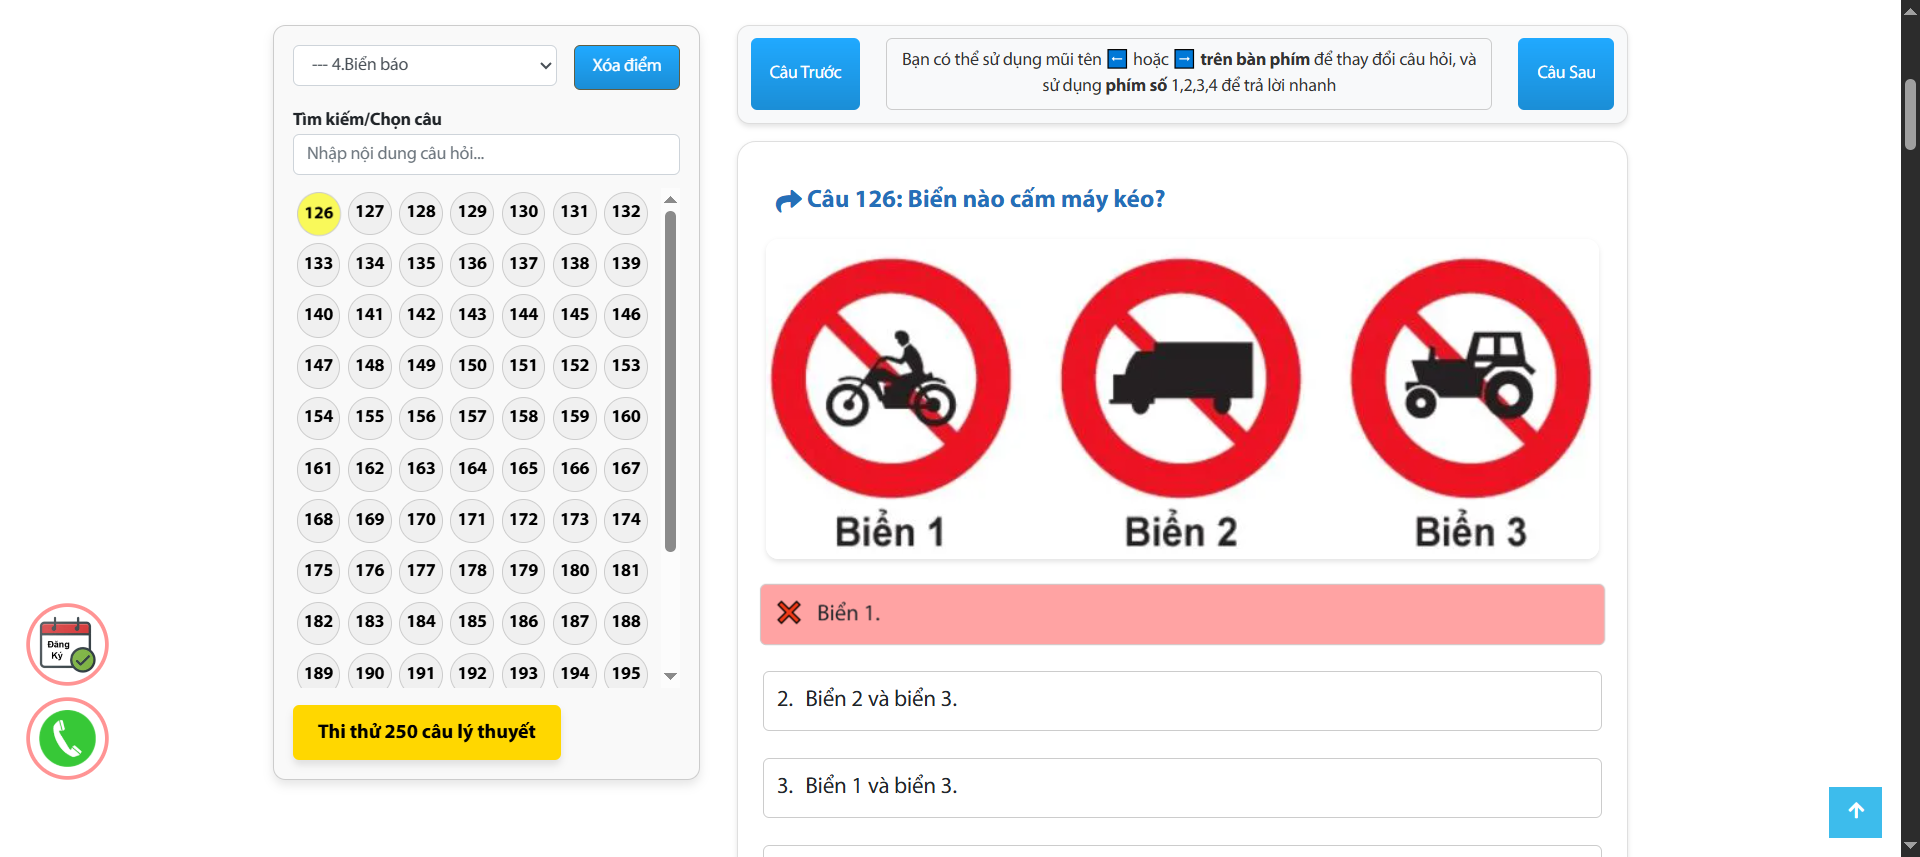 --- 4.Biển báo
Xóa điểm
Tìm kiếm/Chọn câu
Nhập nội dung câu hỏi...
126 127 128 129 130 131 132
133 134 135 136 137 138 139
140 141 142 143 144 145 146
147 148 149 150 151 152 153
154 155 156 157 158 159 160
161 162 163 164 165 166 167
168 169 170 171 172 173 174
175 176 177 178 179 180 181
182 183 184 185 186 187 188
189 190 191 192 193 194 195
Thi thử 250 câu lý thuyết
Đăng
Ký
Câu Trước
Bạn có thể sử dụng mũi tên ← hoặc → trên bàn phím để thay đổi câu hỏi, và
sử dụng phím số 1,2,3,4 để trả lời nhanh
Câu Sau
Câu 126: Biển nào cấm máy kéo?
Biển 1 Biển 2 Biển 3
Biển 1.
2. Biển 2 và biển 3.
3. Biển 1 và biển 3.